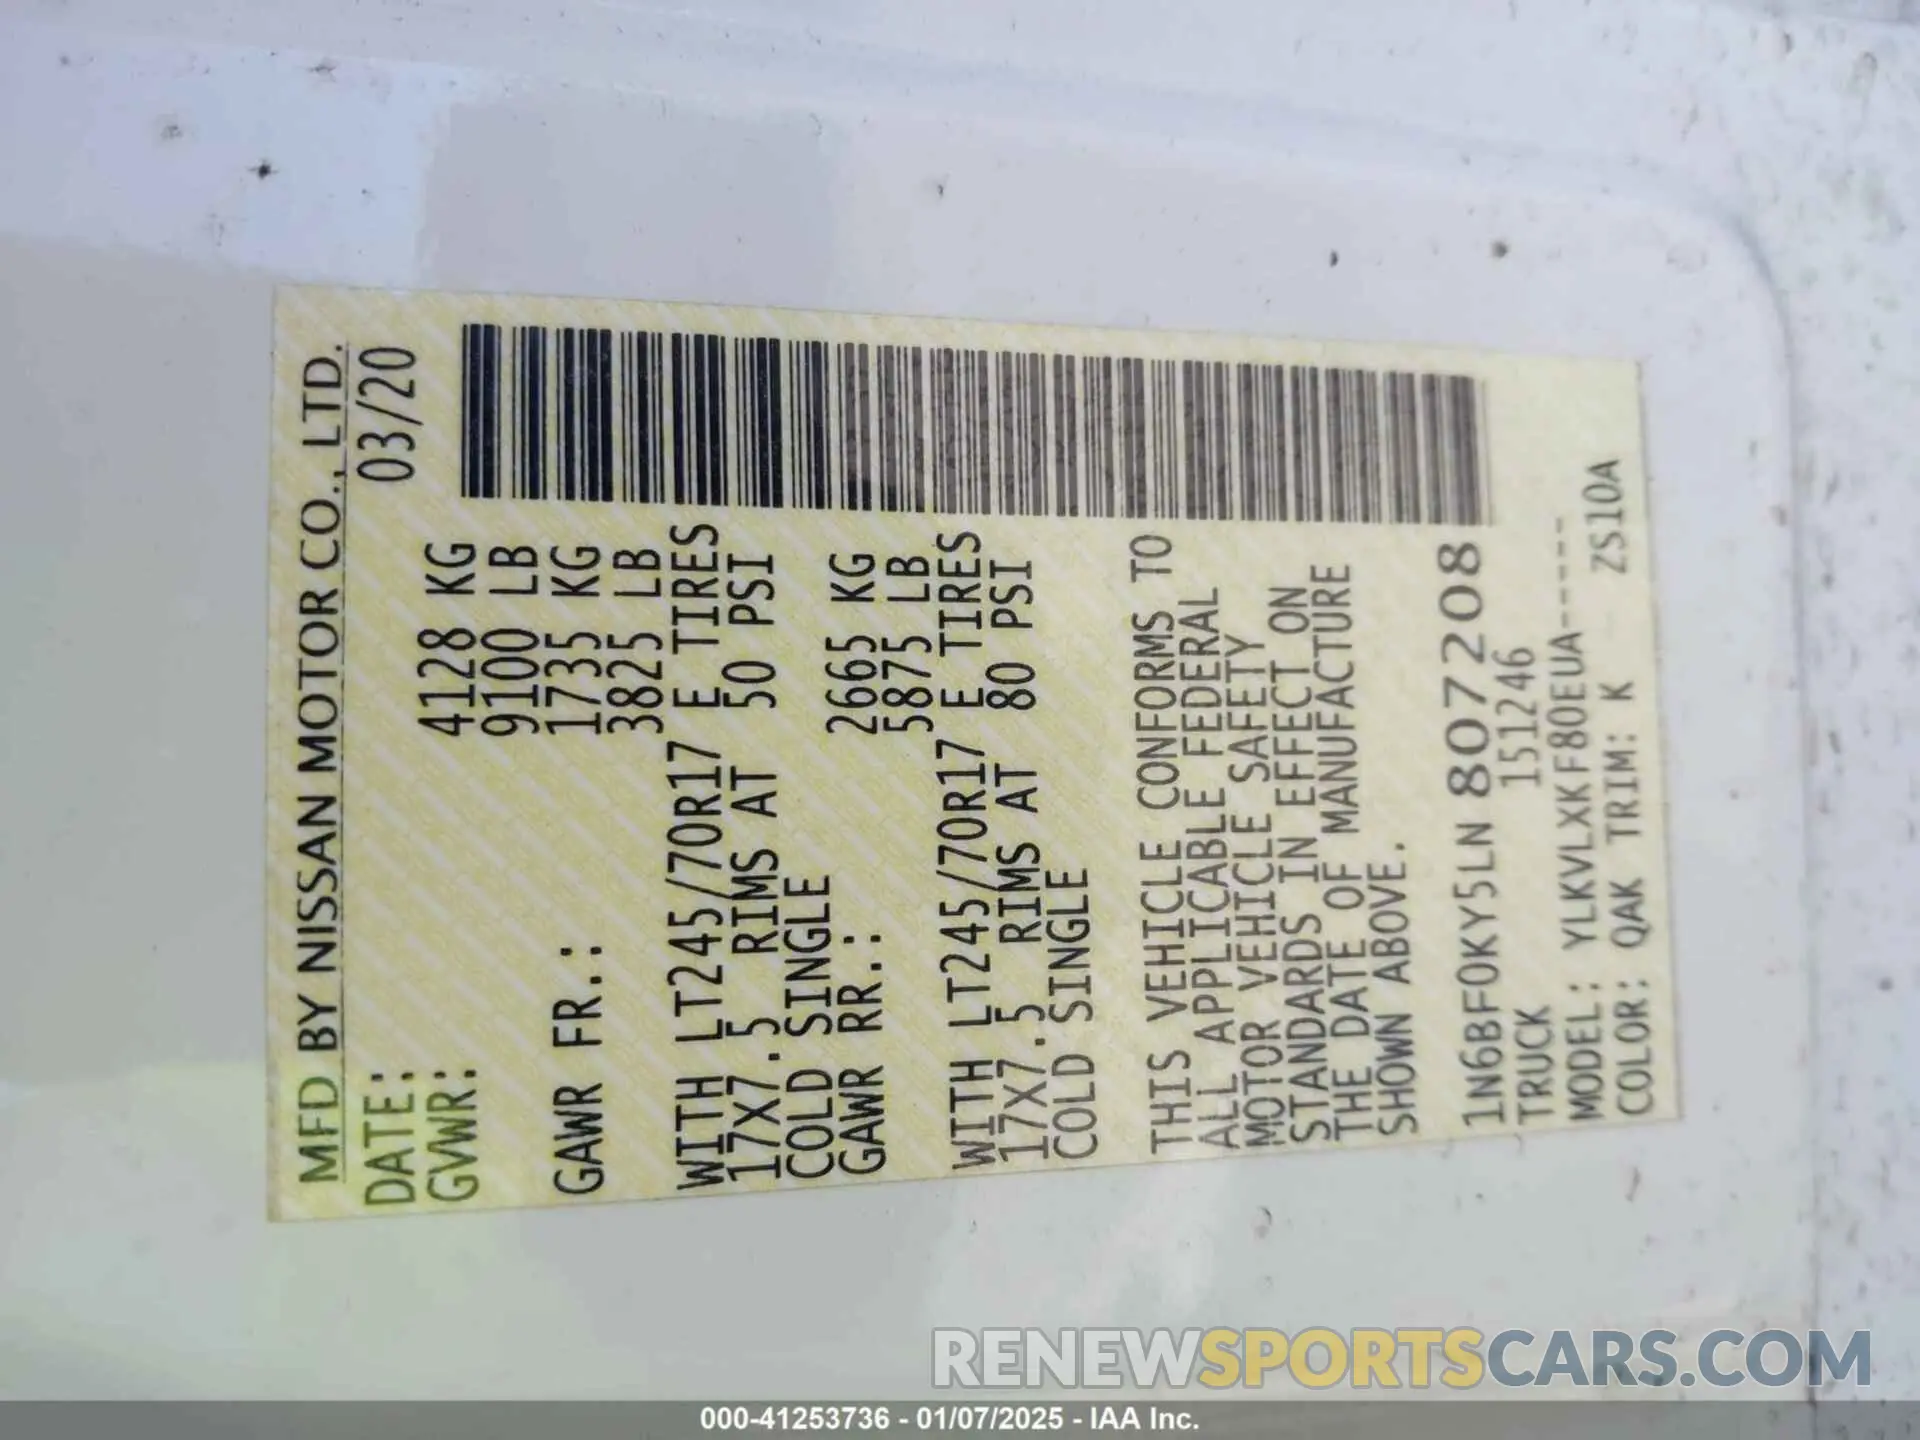 MFD BY NISSAN MOTOR CO., LTD.
DATE: 03/20
GVWR: 4128 KG
9100 LB
GAWR FR.: 1735 KG
3825 LB
WITH LT245/70R17 E TIRES
17X7.5 RIMS AT 50 PSI
COLD SINGLE
GAWR RR.: 2665 KG
5875 LB
WITH LT245/70R17 E TIRES
17X7.5 RIMS AT 80 PSI
COLD SINGLE
THIS VEHICLE CONFORMS TO
ALL APPLICABLE FEDERAL
MOTOR VEHICLE SAFETY
STANDARDS IN EFFECT ON
THE DATE OF MANUFACTURE
SHOWN ABOVE.
1N6BF0KY5LN 807208
TRUCK 151246
MODEL: YLKVLXKF80EUA-----
COLOR: QAK TRIM: K ZS10A
RENEWSPORTSCARS.COM
000-41253736 - 01/07/2025 - IAA Inc.